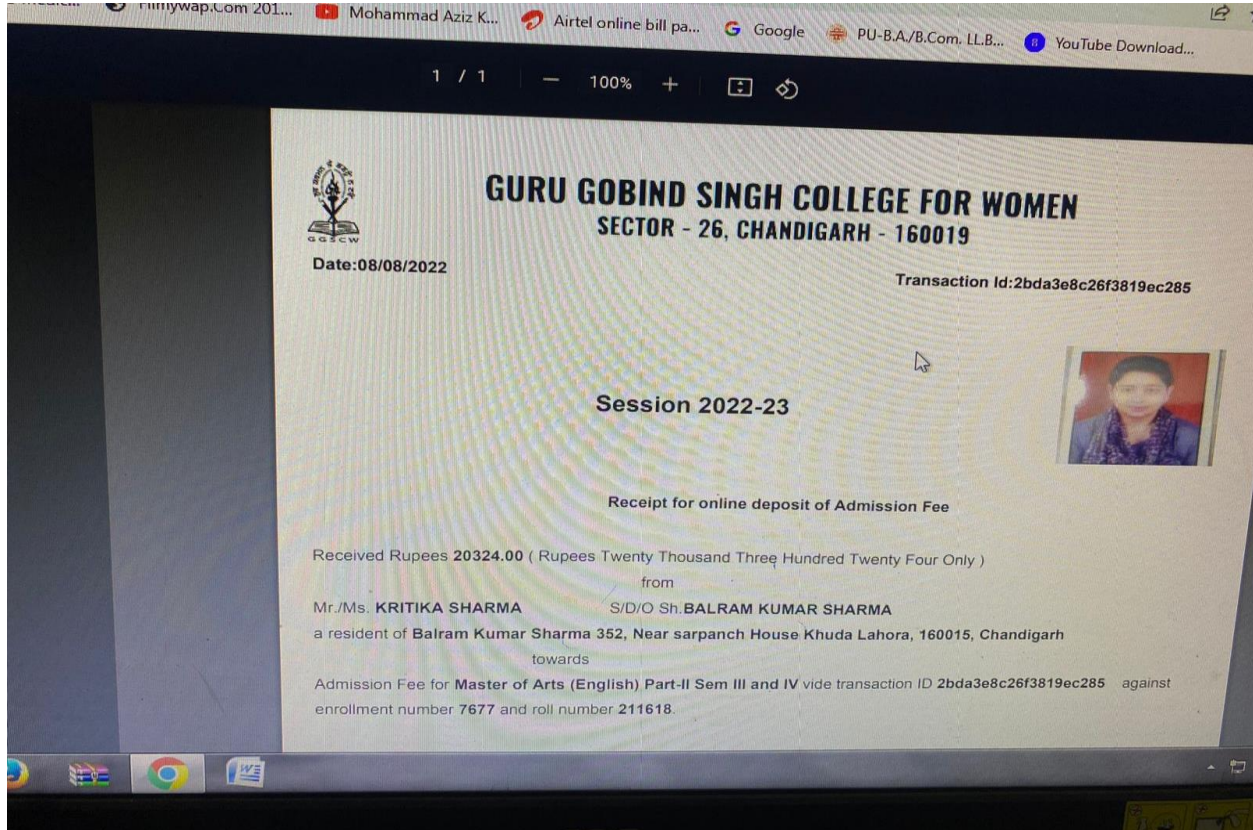 Filmywap.Com 201... Mohammad Aziz K... Airtel online bill pa... G Google PU-B.A./B.Com. LL.B... YouTube Download...
1 / 1 — 100% +
GURU GOBIND SINGH COLLEGE FOR WOMEN
SECTOR - 26, CHANDIGARH - 160019
GGSCW
Date:08/08/2022
Transaction Id:2bda3e8c26f3819ec285
Session 2022-23
Receipt for online deposit of Admission Fee
Received Rupees 20324.00 ( Rupees Twenty Thousand Three Hundred Twenty Four Only )
from
Mr./Ms. KRITIKA SHARMA S/D/O Sh.BALRAM KUMAR SHARMA
a resident of Balram Kumar Sharma 352, Near sarpanch House Khuda Lahora, 160015, Chandigarh
towards
Admission Fee for Master of Arts (English) Part-II Sem III and IV vide transaction ID 2bda3e8c26f3819ec285 against
enrollment number 7677 and roll number 211618.
W